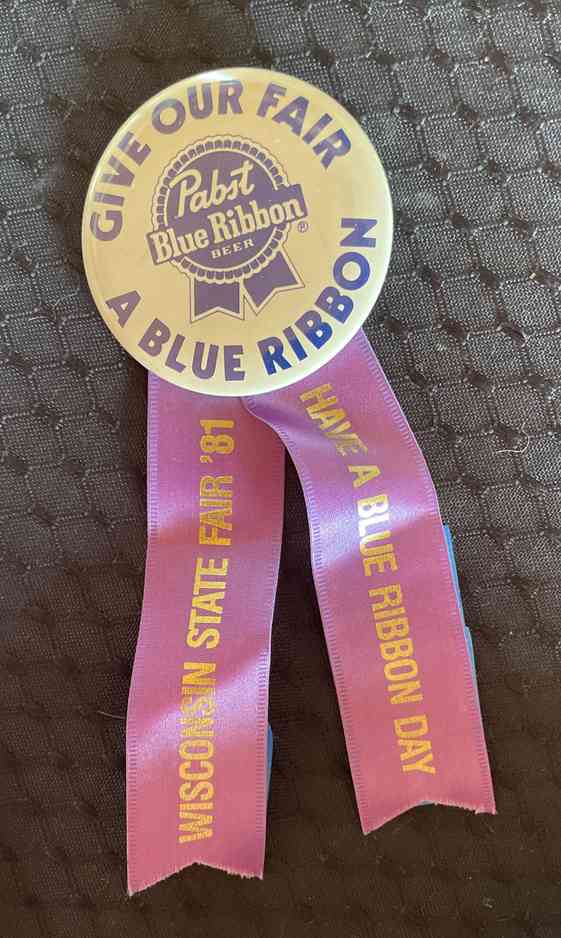 GIVE OUR FAIR
Pabst
Blue Ribbon®
BEER
A BLUE RIBBON
WISCONSIN STATE FAIR '81
HAVE A BLUE RIBBON DAY